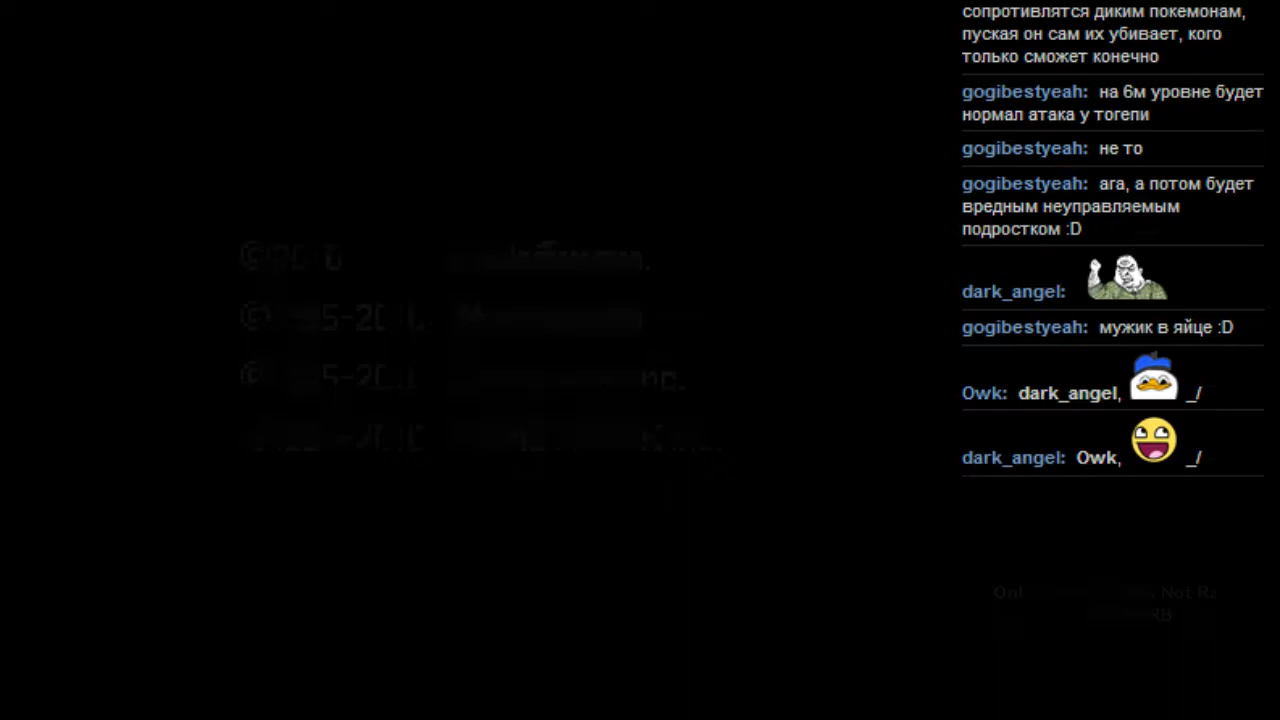 сопротивлятся диким покемонам,
пуская он сам их убивает, кого
только сможет конечно
gogibestyeah: на 6м уровне будет
нормал атака у тогепи
gogibestyeah: не то
gogibestyeah: ага, а потом будет
вредным неуправляемым
подростком :D
dark_angel:
gogibestyeah: мужик в яйце :D
Owk: dark_angel, _/
dark_angel: Owk, _/